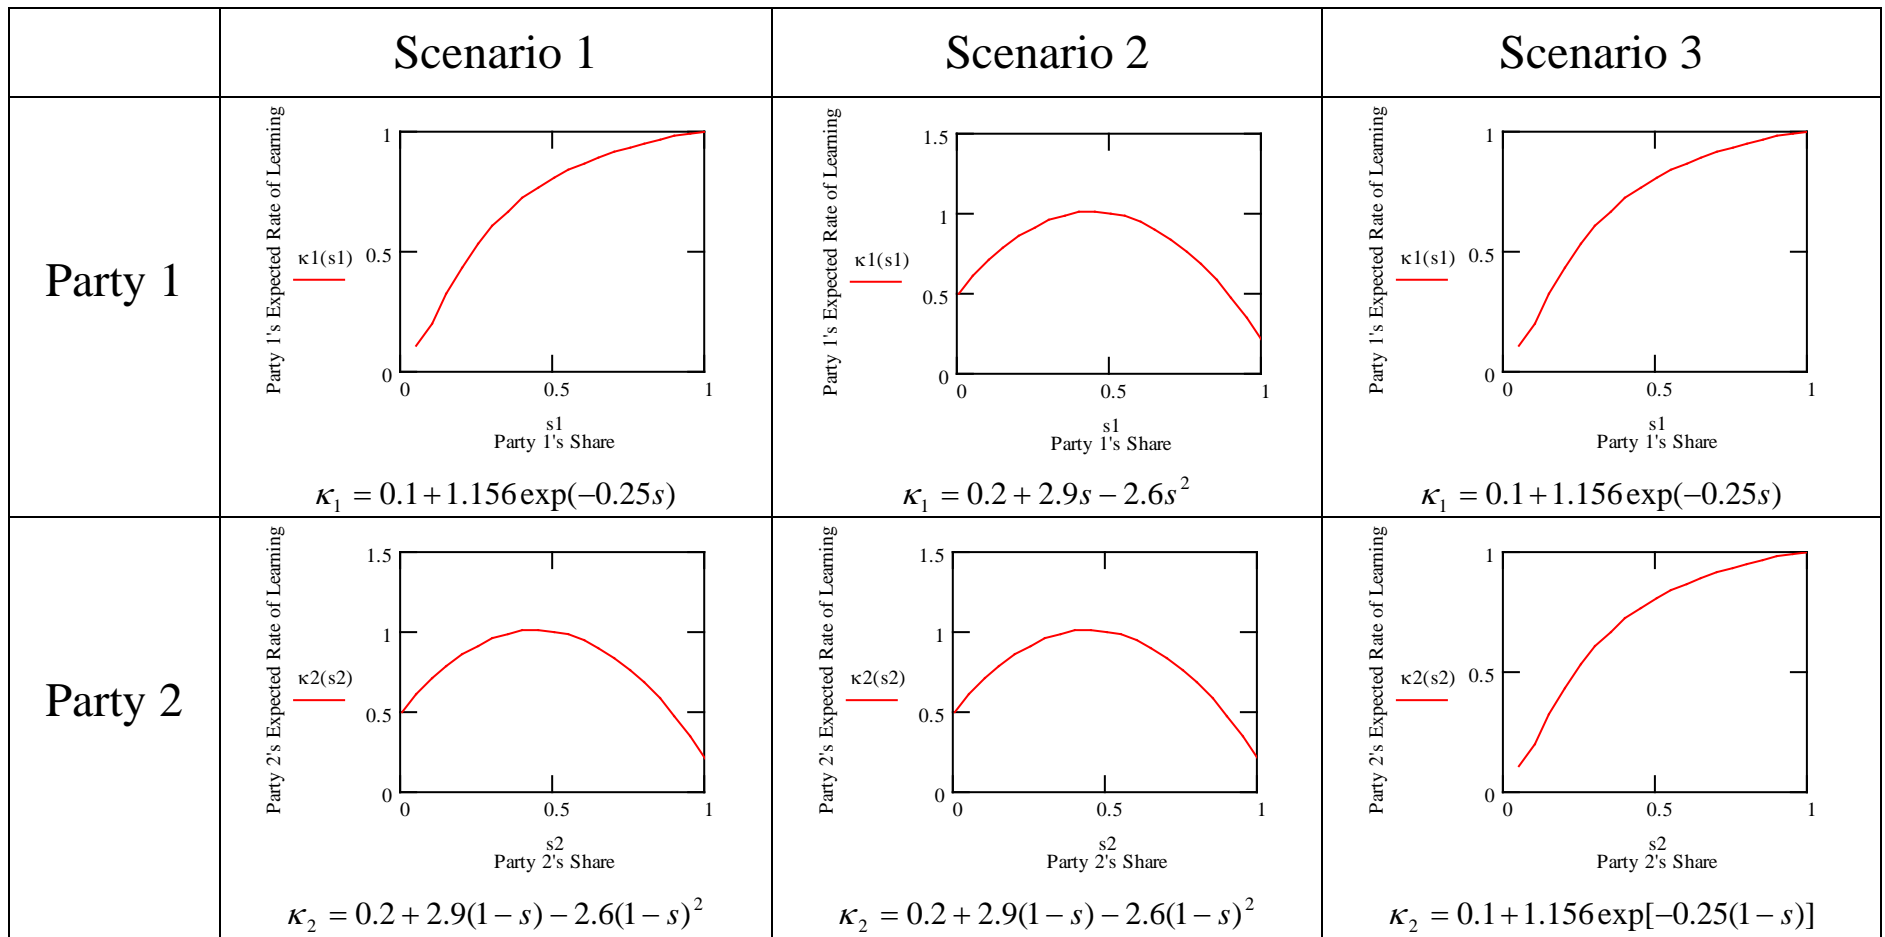 Scenario 1
Scenario 2
Scenario 3
Party 1
Party 1's Expected Rate of Learning
1
0.5
0
κ1(s1)
0
0.5
1
s1
Party 1's Share
κ₁ = 0.1+1.156exp(−0.25s)
Party 1's Expected Rate of Learning
1.5
1
0.5
0
κ1(s1)
0
0.5
1
s1
Party 1's Share
κ₁ = 0.2+2.9s−2.6s²
Party 1's Expected Rate of Learning
1
0.5
0
κ1(s1)
0
0.5
1
s1
Party 1's Share
κ₁ = 0.1+1.156exp(−0.25s)
Party 2
Party 2's Expected Rate of Learning
1.5
1
0.5
0
κ2(s2)
0
0.5
1
s2
Party 2's Share
κ₂ = 0.2+2.9(1−s)−2.6(1−s)²
Party 2's Expected Rate of Learning
1.5
1
0.5
0
κ2(s2)
0
0.5
1
s2
Party 2's Share
κ₂ = 0.2+2.9(1−s)−2.6(1−s)²
Party 2's Expected Rate of Learning
1
0.5
0
κ2(s2)
0
0.5
1
s2
Party 2's Share
κ₂ = 0.1+1.156exp[−0.25(1−s)]